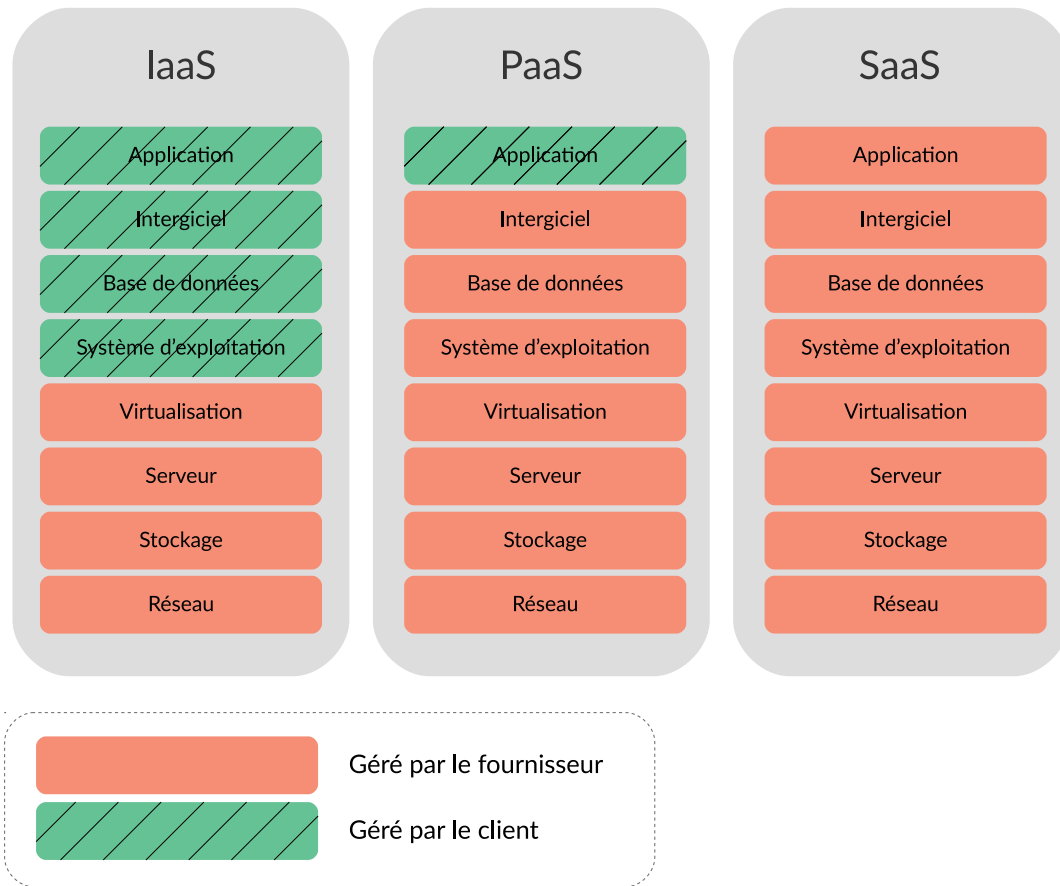 IaaS
Application
Intergiciel
Base de données
Système d'exploitation
Virtualisation
Serveur
Stockage
Réseau
PaaS
Application
Intergiciel
Base de données
Système d'exploitation
Virtualisation
Serveur
Stockage
Réseau
SaaS
Application
Intergiciel
Base de données
Système d'exploitation
Virtualisation
Serveur
Stockage
Réseau
Géré par le fournisseur
Géré par le client